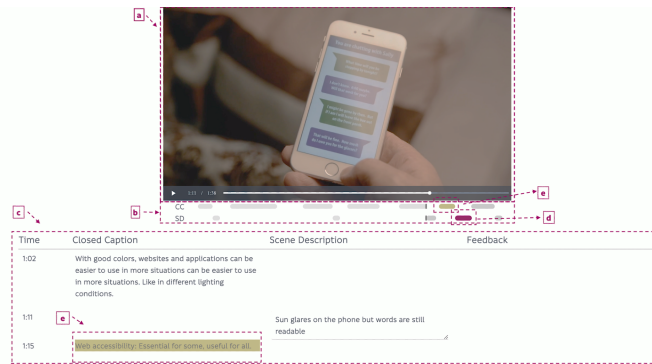 a
1:11 / 1:36
e
b
CC
SD
d
c
Time Closed Caption Scene Description Feedback
1:02 With good colors, websites and applications can be
easier to use in more situations can be easier to use
in more situations. Like in different lighting
conditions.
1:11 Sun glares on the phone but words are still
readable
e
1:15 Web accessibility: Essential for some, useful for all.